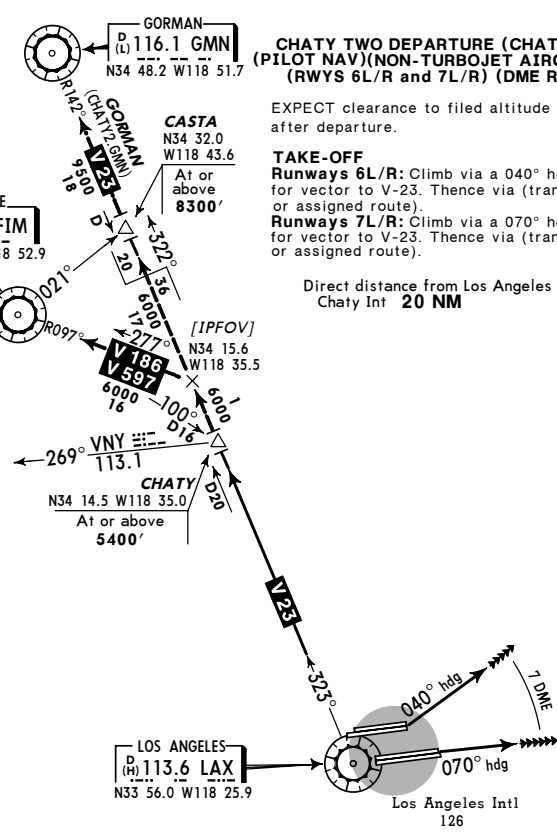 GORMAN
D
(L) 116.1 GMN
N34 48.2 W118 51.7
CHATY TWO DEPARTURE (CHAT
(PILOT NAV)(NON-TURBOJET AIRC
(RWYS 6L/R and 7L/R) (DME R
EXPECT clearance to filed altitude
after departure.
TAKE-OFF
Runways 6L/R: Climb via a 040° h
for vector to V-23. Thence via (tran
or assigned route).
Runways 7L/R: Climb via a 070° h
for vector to V-23. Thence via (tran
or assigned route).
Direct distance from Los Angeles
Chaty Int 20 NM
R142°
GORMAN
(CHATY2.GMN)
V 23
9500
18
D
CASTA
N34 32.0
W118 43.6
At or
above
8300'
E
FIM
8 52.9
021°
322°
20
36
6000
17
R097°
277°
V 186
V 597
6000
16
[IPFOV]
N34 15.6
W118 35.5
1
6000
100°
D16
269° VNY
113.1
CHATY
N34 14.5 W118 35.0
At or above
5400'
D20
V 23
323°
040° hdg
7 DME
070° hdg
LOS ANGELES
D
(H) 113.6 LAX
N33 56.0 W118 25.9
Los Angeles Intl
126